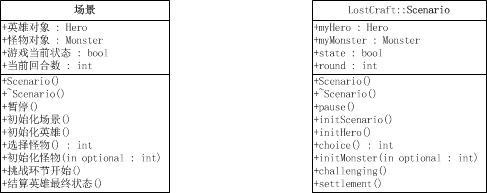 场景
+英雄对象 : Hero
+怪物对象 : Monster
+游戏当前状态 : bool
+当前回合数 : int
+Scenario()
+~Scenario()
+暂停()
+初始化场景()
+初始化英雄()
+选择怪物() : int
+初始化怪物(in optional : int)
+挑战环节开始()
+结算英雄最终状态()
LostCraft::Scenario
+myHero : Hero
+myMonster : Monster
+state : bool
+round : int
+Scenario()
+~Scenario()
+pause()
+initScenario()
+initHero()
+choice() : int
+initMonster(in optional : int)
+challenging()
+settlement()